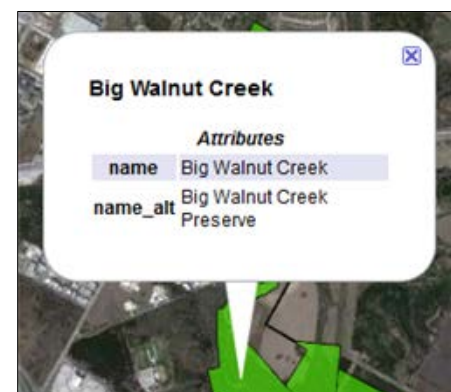 Big Walnut Creek
Attributes
name Big Walnut Creek
name_alt Big Walnut Creek
Preserve